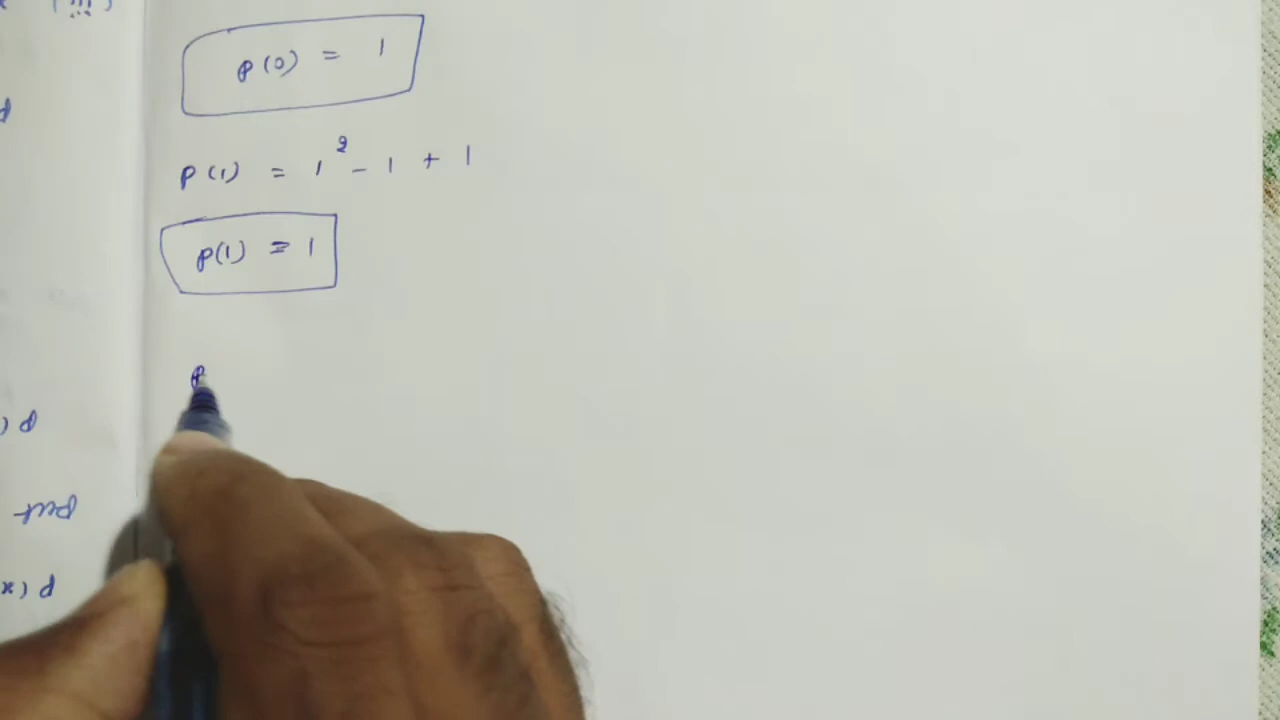 p(0) = 1
p(1) = 1² - 1 + 1
p(1) = 1
p